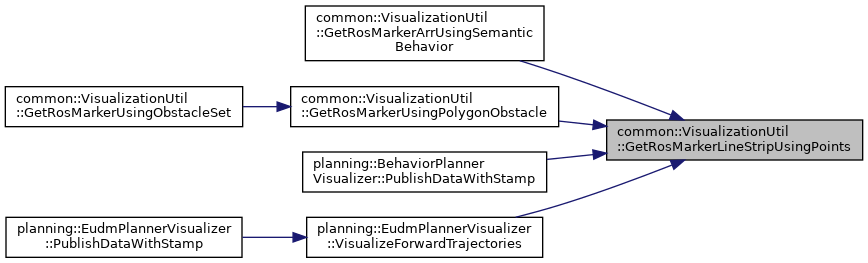 common::VisualizationUtil
::GetRosMarkerArrUsingSemantic
Behavior
common::VisualizationUtil
::GetRosMarkerUsingObstacleSet
common::VisualizationUtil
::GetRosMarkerUsingPolygonObstacle
common::VisualizationUtil
::GetRosMarkerLineStripUsingPoints
planning::BehaviorPlanner
Visualizer::PublishDataWithStamp
planning::EudmPlannerVisualizer
::PublishDataWithStamp
planning::EudmPlannerVisualizer
::VisualizeForwardTrajectories